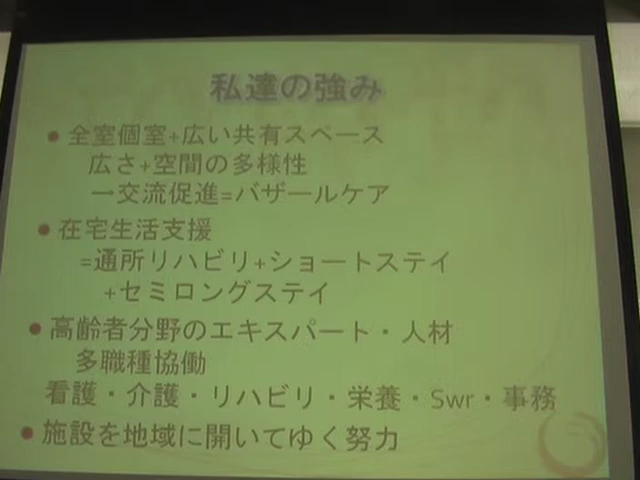 私達の強み
●全室個室+広い共有スペース
広さ+空間の多様性
→交流促進=バザールケア
●在宅生活支援
=通所リハビリ+ショートステイ
+セミロングステイ
●高齢者分野のエキスパート・人材
多職種協働
看護・介護・リハビリ・栄養・Swr・事務
●施設を地域に開いてゆく努力